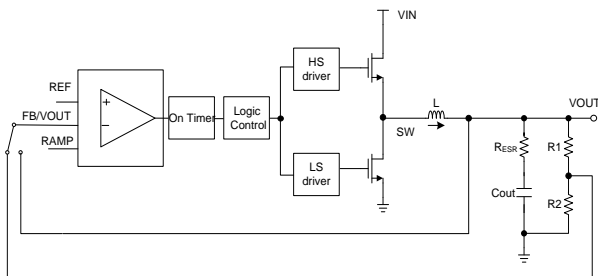 VIN
HS
driver
REF
+
FB/VOUT
−
RAMP
On Timer
Logic
Control
L
VOUT
SW
LS
driver
RESR
R1
Cout
R2